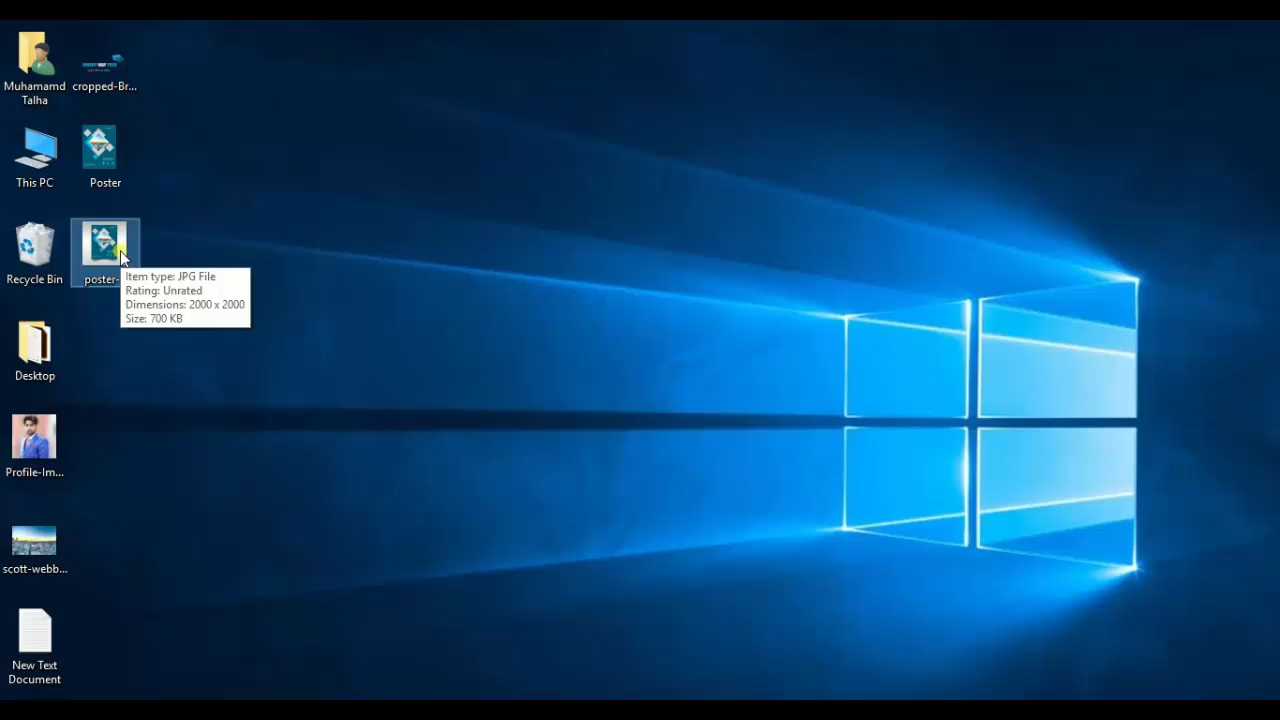 Muhamamd
Talha
cropped-Br...
This PC
Poster
Recycle Bin
poster-
Item type: JPG File
Rating: Unrated
Dimensions: 2000 x 2000
Size: 700 KB
Desktop
Profile-Im...
scott-webb...
New Text
Document